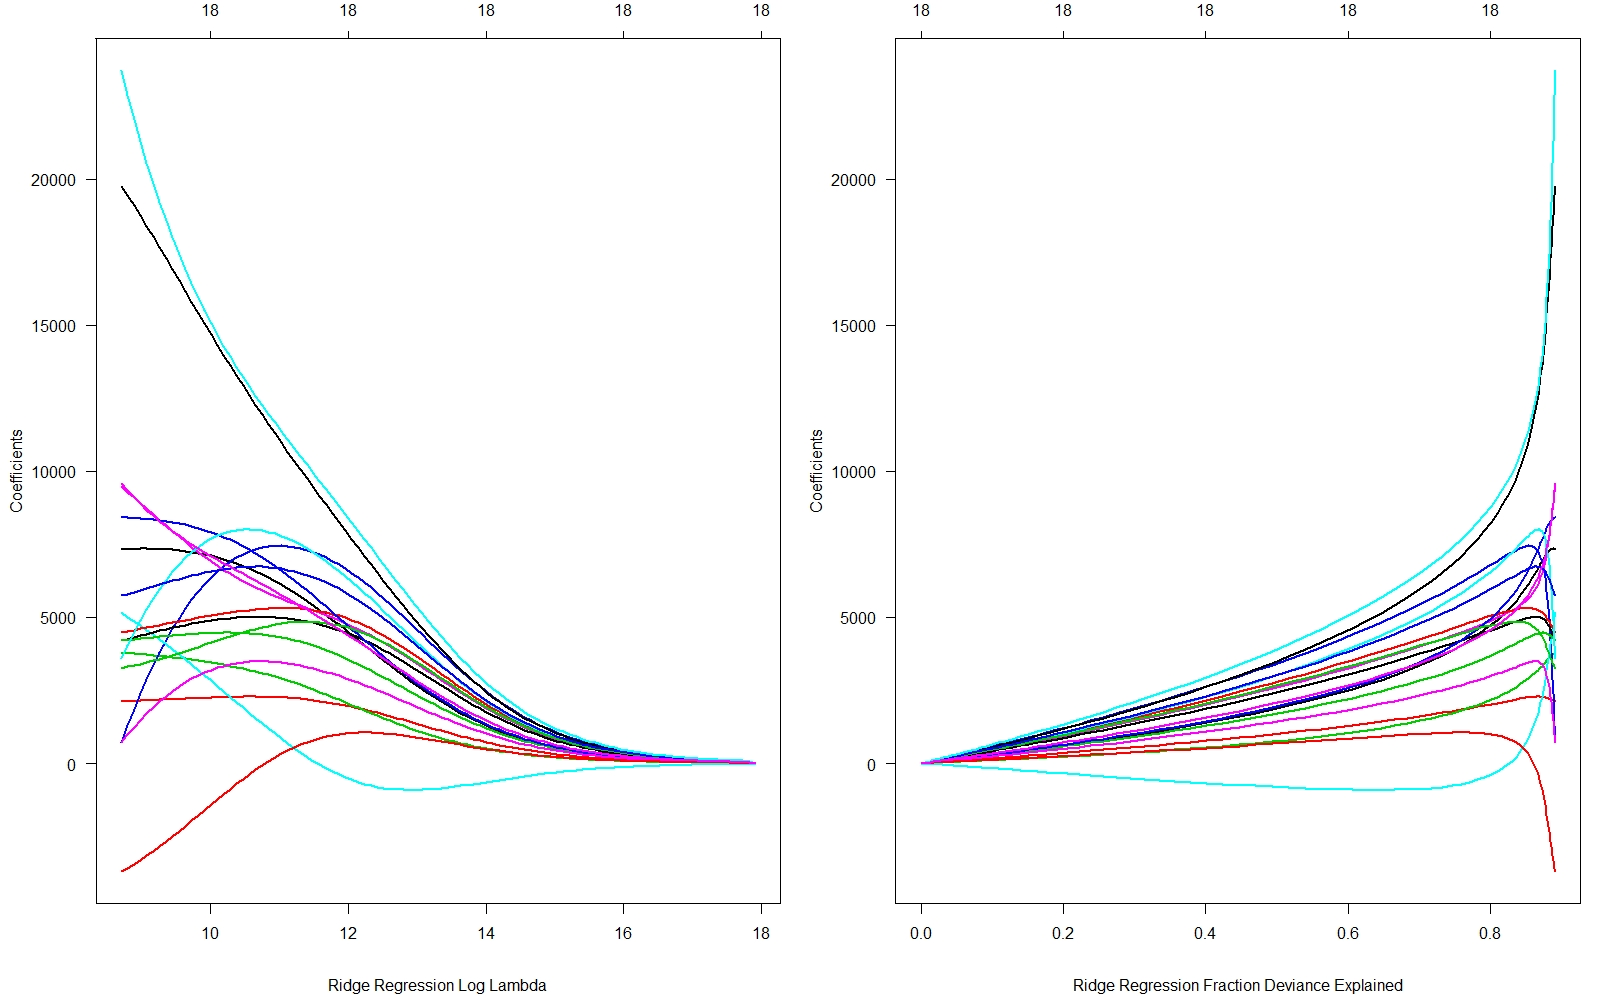 18 18 18 18 18
Coefficients
20000
15000
10000
5000
0
10 12 14 16 18
Ridge Regression Log Lambda
18 18 18 18 18
Coefficients
20000
15000
10000
5000
0
0.0 0.2 0.4 0.6 0.8
Ridge Regression Fraction Deviance Explained